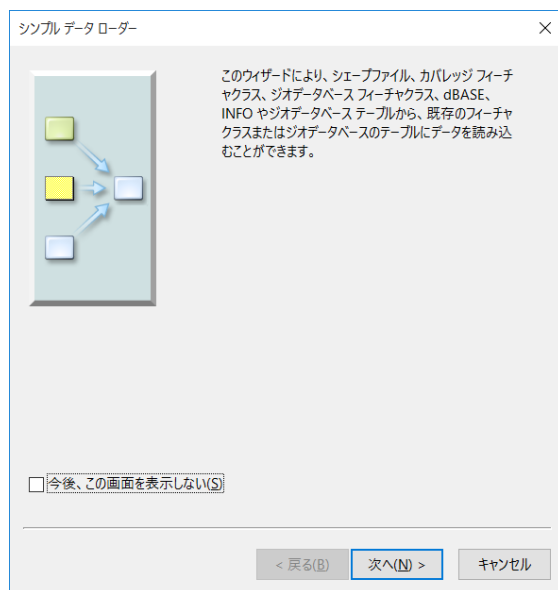 シンプル データ ローダー
このウィザードにより、シェープファイル、カバレッジ フィーチ
ャクラス、ジオデータベース フィーチャクラス、dBASE、
INFO やジオデータベース テーブルから、既存のフィーチャ
クラスまたはジオデータベースのテーブルにデータを読み込
むことができます。
今後、この画面を表示しない(S)
< 戻る(B) 次へ(N) > キャンセル